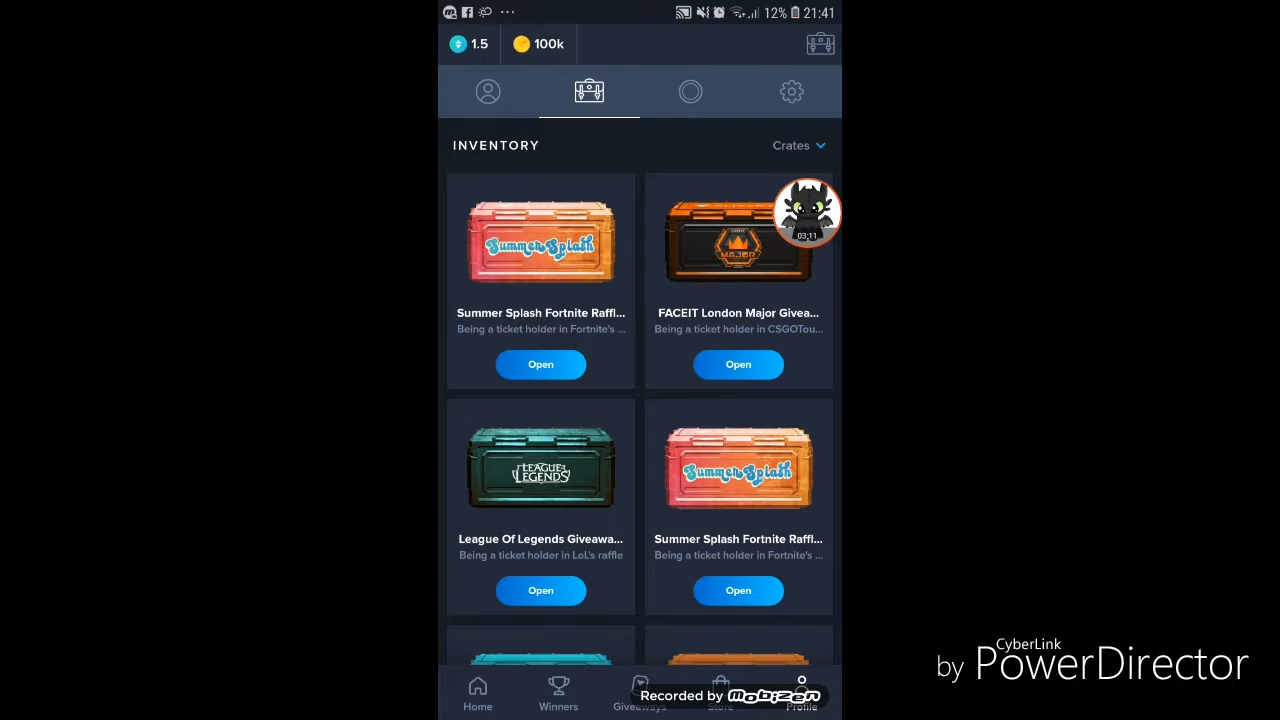 12% 21:41
1.5 100k
INVENTORY Crates
Summer Splash
MAJOR
03:11
Summer Splash Fortnite Raffl...
Being a ticket holder in Fortnite's ...
Open
FACEIT London Major Givea...
Being a ticket holder in CSGOTou...
Open
LEAGUE OF LEGENDS
Summer Splash
League Of Legends Giveawa...
Being a ticket holder in LoL's raffle
Open
Summer Splash Fortnite Raffl...
Being a ticket holder in Fortnite's ...
Open
Home Winners Giveaways Store Profile
Recorded by mobizen
CyberLink
by PowerDirector